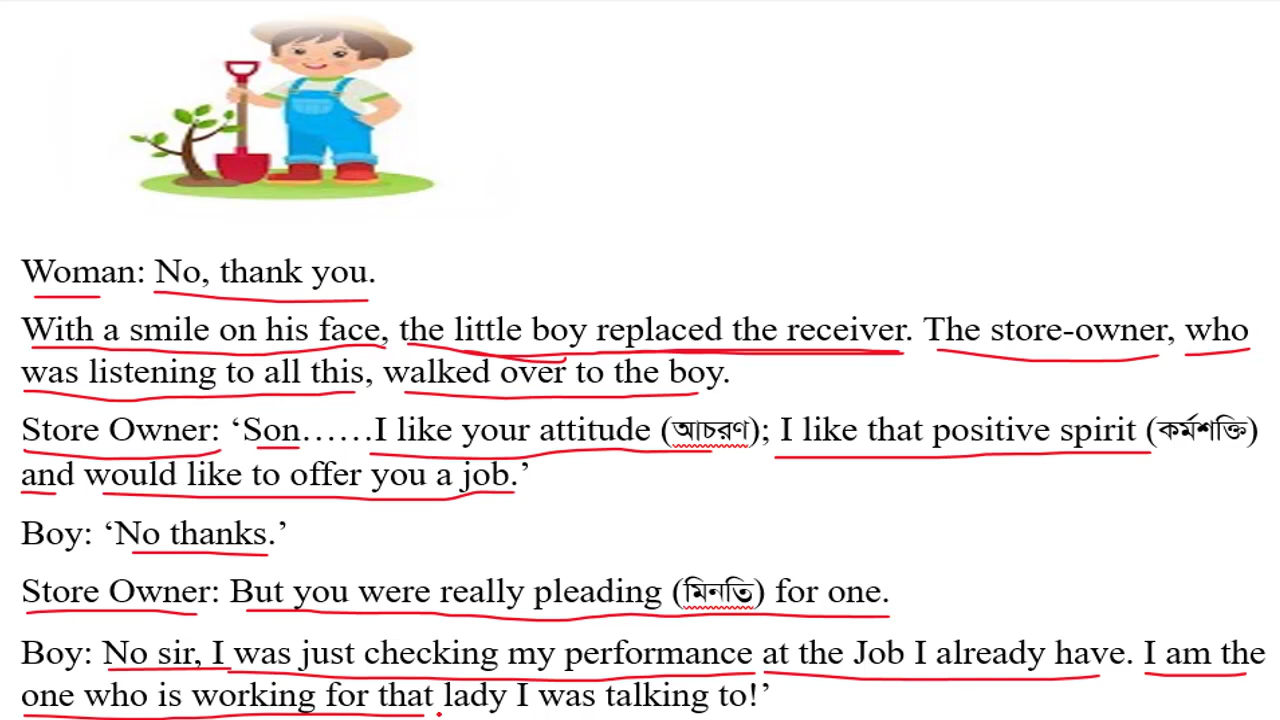 Woman: No, thank you.
With a smile on his face, the little boy replaced the receiver. The store-owner, who
was listening to all this, walked over to the boy.
Store Owner: ‘Son……I like your attitude (আচরণ); I like that positive spirit (কর্মশক্তি)
and would like to offer you a job.’
Boy: ‘No thanks.’
Store Owner: But you were really pleading (মিনতি) for one.
Boy: No sir, I was just checking my performance at the Job I already have. I am the
one who is working for that lady I was talking to!’